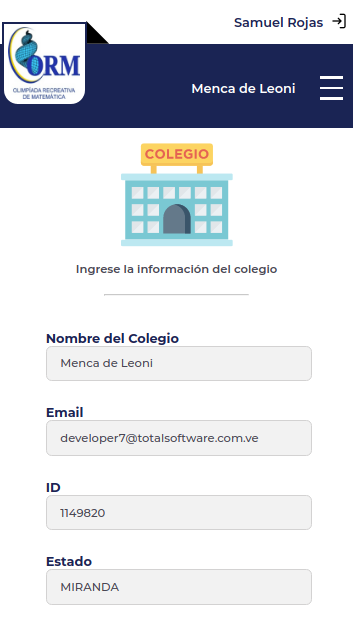 Samuel Rojas
ORM
OLIMPÍADA RECREATIVA
DE MATEMÁTICA
Menca de Leoni
COLEGIO
Ingrese la información del colegio
Nombre del Colegio
Menca de Leoni
Email
developer7@totalsoftware.com.ve
ID
1149820
Estado
MIRANDA